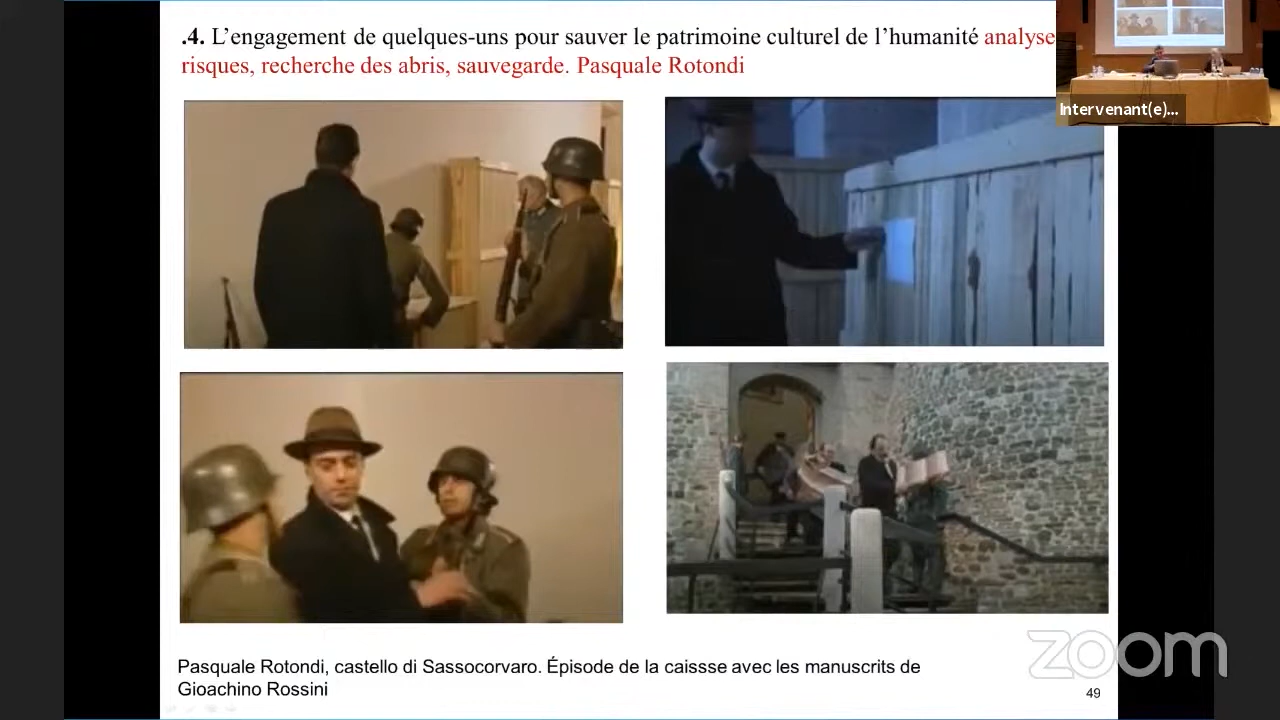 .4. L'engagement de quelques-uns pour sauver le patrimoine culturel de l'humanité analyse
risques, recherche des abris, sauvegarde. Pasquale Rotondi
Intervenant(e)...
Pasquale Rotondi, castello di Sassocorvaro. Épisode de la caissse avec les manuscrits de
Gioachino Rossini
zoom
49